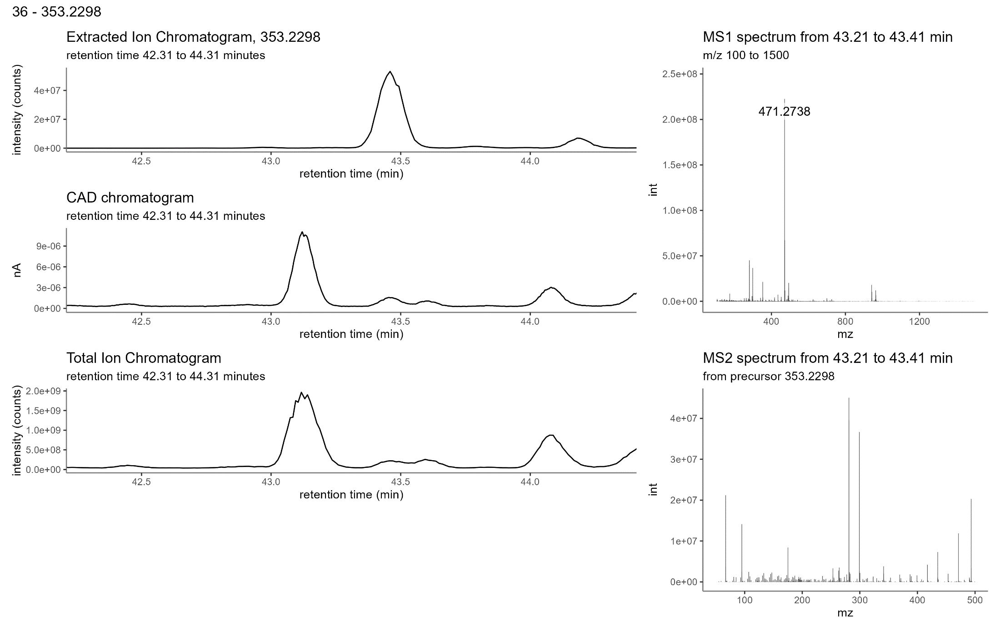 36 - 353.2298
Extracted Ion Chromatogram, 353.2298
retention time 42.31 to 44.31 minutes
intensity (counts)
4e+07
2e+07
0e+00
42.5
43.0
43.5
44.0
retention time (min)
CAD chromatogram
retention time 42.31 to 44.31 minutes
nA
9e-06
6e-06
3e-06
0e+00
42.5
43.0
43.5
44.0
retention time (min)
Total Ion Chromatogram
retention time 42.31 to 44.31 minutes
intensity (counts)
2.0e+09
1.5e+09
1.0e+09
5.0e+08
0.0e+00
42.5
43.0
43.5
44.0
retention time (min)
MS1 spectrum from 43.21 to 43.41 min
m/z 100 to 1500
int
2.5e+08
2.0e+08
1.5e+08
1.0e+08
5.0e+07
0.0e+00
471.2738
400
800
1200
mz
MS2 spectrum from 43.21 to 43.41 min
from precursor 353.2298
int
4e+07
3e+07
2e+07
1e+07
0e+00
100
200
300
400
500
mz